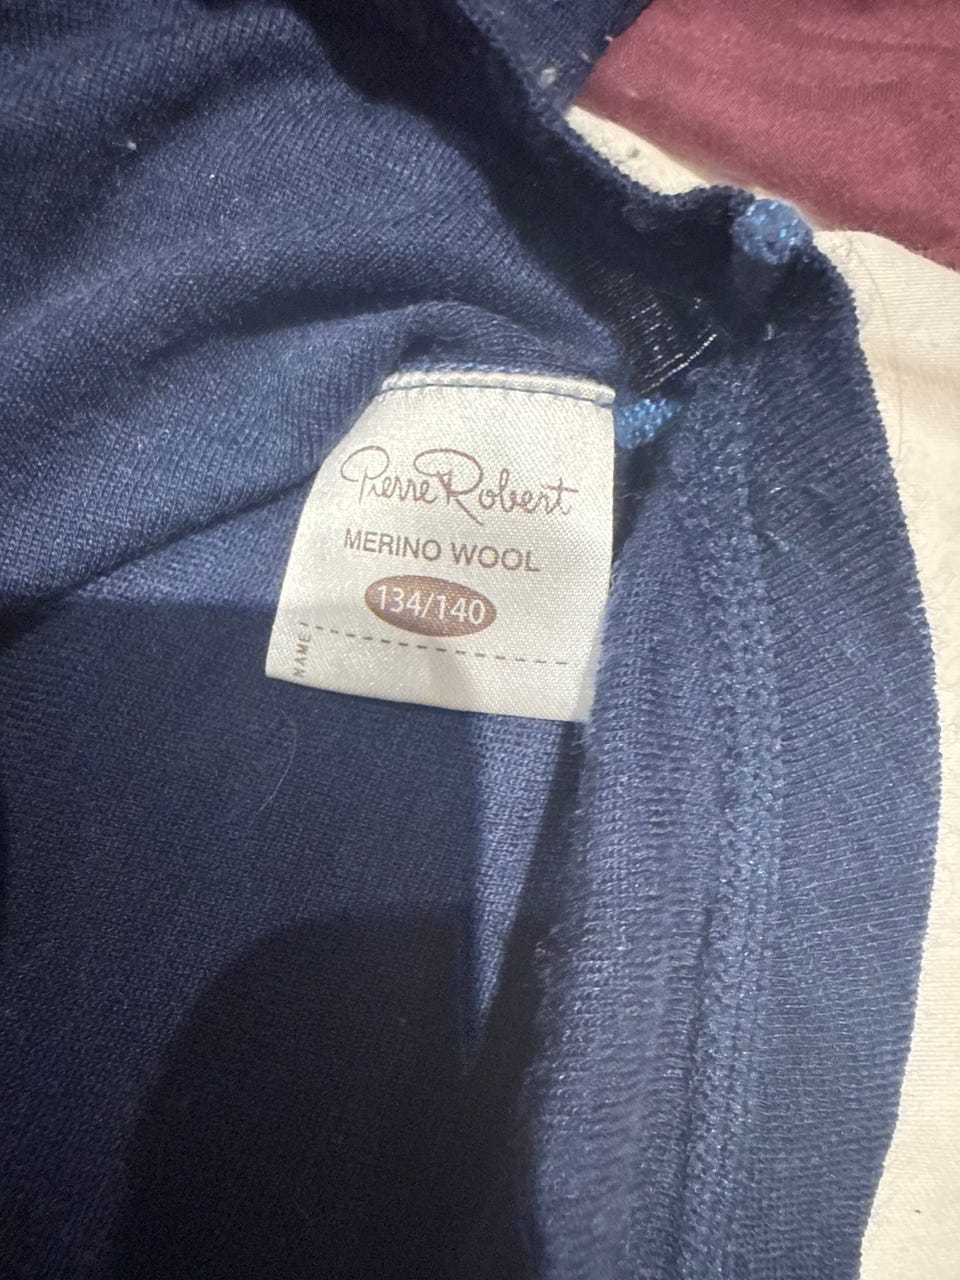 Pierre Robert
MERINO WOOL
134/140
NAME